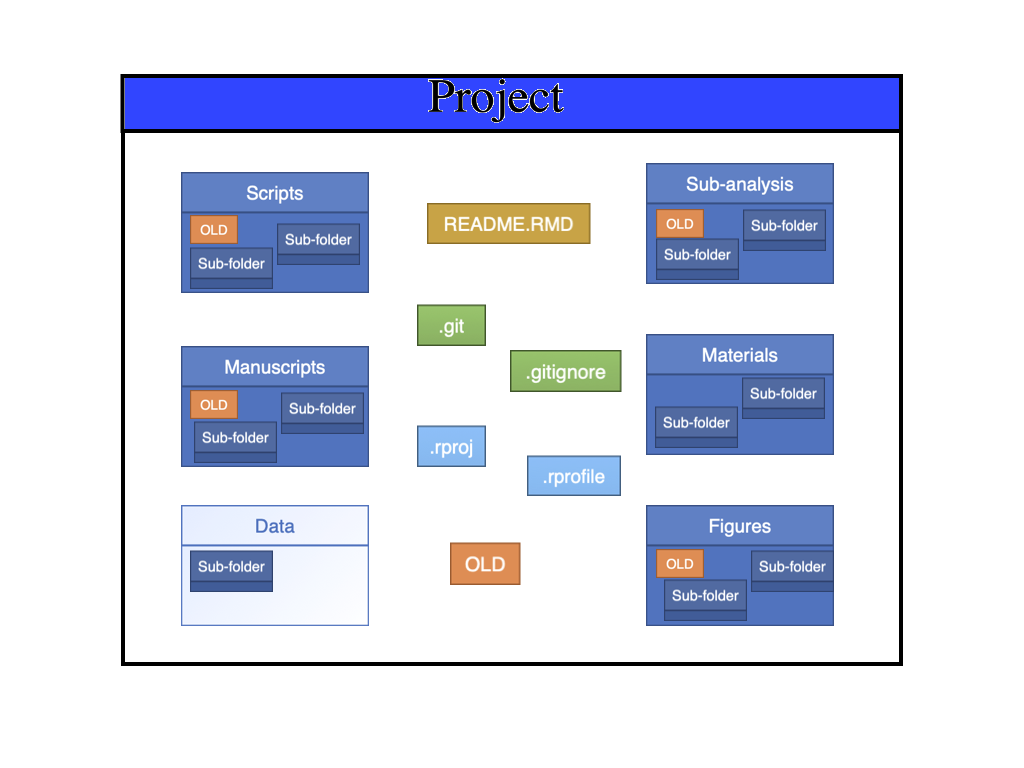 Project
Scripts
OLD
Sub-folder
Sub-folder
Manuscripts
OLD
Sub-folder
Sub-folder
Data
Sub-folder
README.RMD
.git
.gitignore
.rproj
.rprofile
OLD
Sub-analysis
OLD
Sub-folder
Sub-folder
Materials
Sub-folder
Sub-folder
Figures
OLD
Sub-folder
Sub-folder